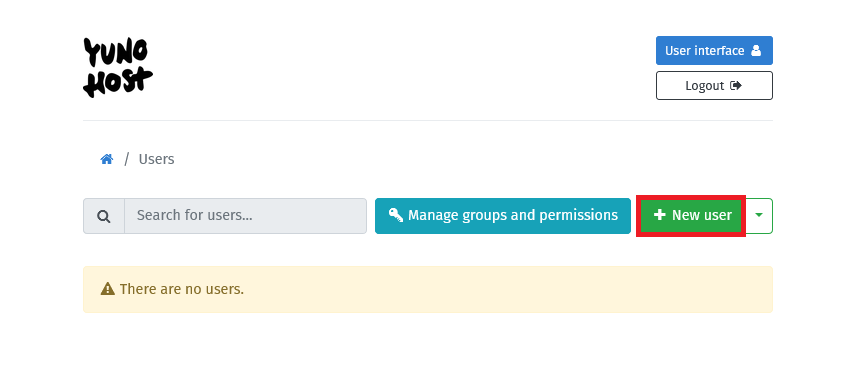 YUNO
HOST
User interface
Logout
/ Users
Search for users...
Manage groups and permissions
New user
There are no users.